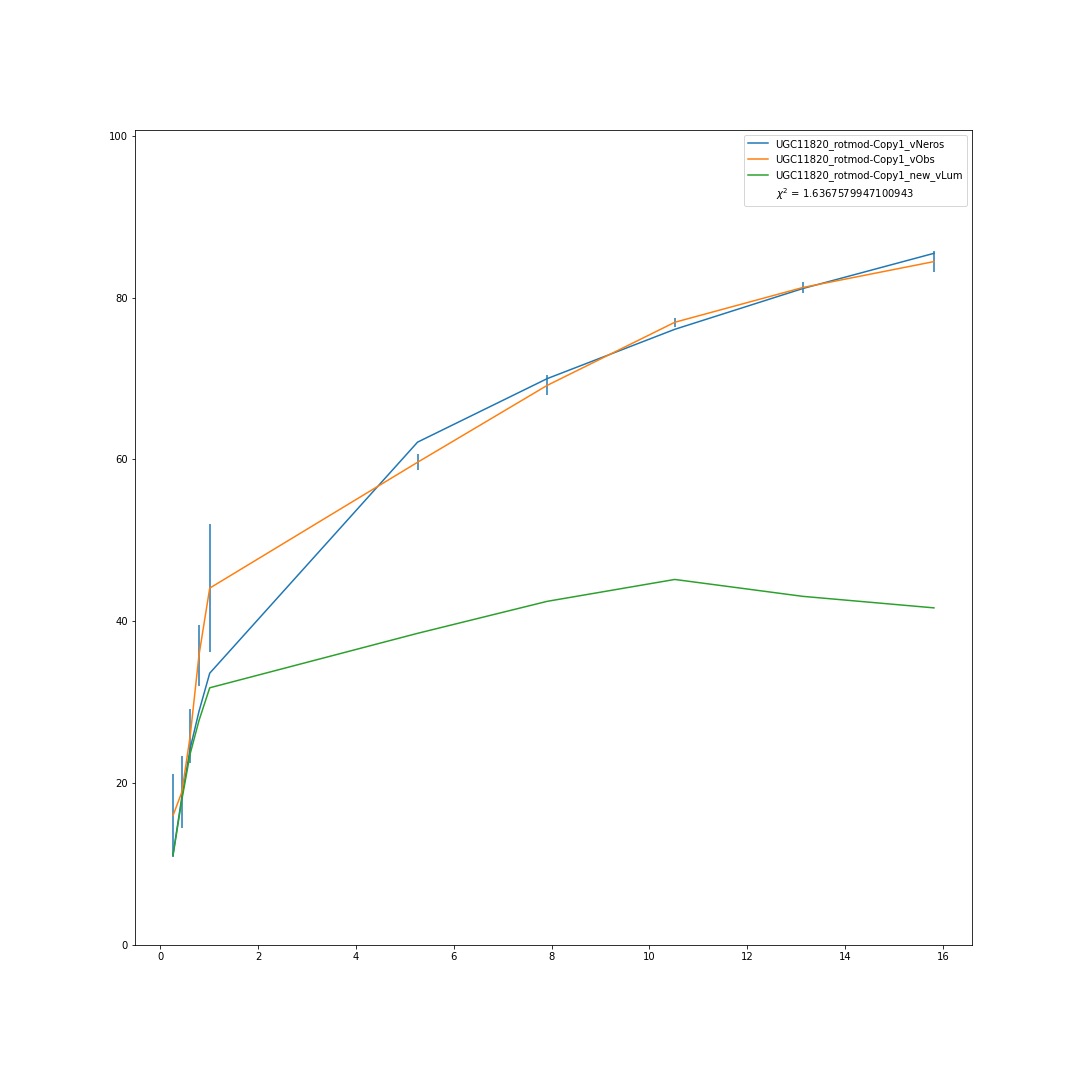 100
80
60
40
20
0
0 2 4 6 8 10 12 14 16
UGC11820_rotmod-Copy1_vNeros
UGC11820_rotmod-Copy1_vObs
UGC11820_rotmod-Copy1_new_vLum
χ² = 1.6367579947100943